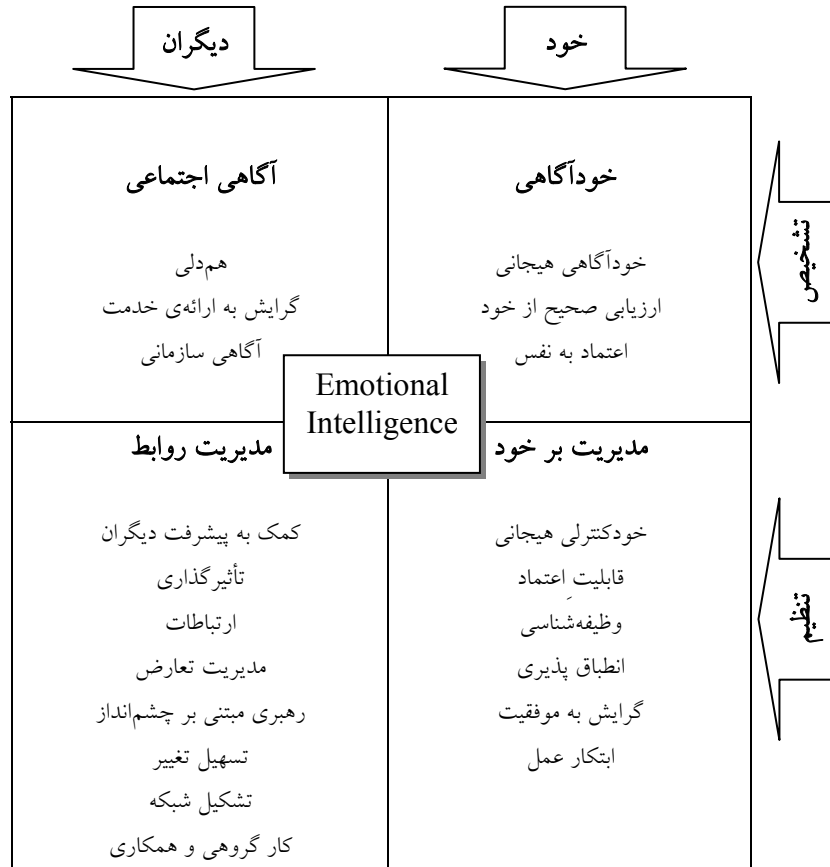 خود
دیگران
تشخیص
خودآگاهی
خودآگاهی هیجانی
ارزیابی صحیح از خود
اعتماد به نفس
آگاهی اجتماعی
هم‌دلی
گرایش به ارائه‌ی خدمت
آگاهی سازمانی
Emotional
Intelligence
تنظیم
مدیریت بر خود
خودکنترلی هیجانی
قابلیت اعتماد
وظیفه‌شناسی
انطباق پذیری
گرایش به موفقیت
ابتکار عمل
مدیریت روابط
کمک به پیشرفت دیگران
تأثیرگذاری
ارتباطات
مدیریت تعارض
رهبری مبتنی بر چشم‌انداز
تسهیل تغییر
تشکیل شبکه
کار گروهی و همکاری